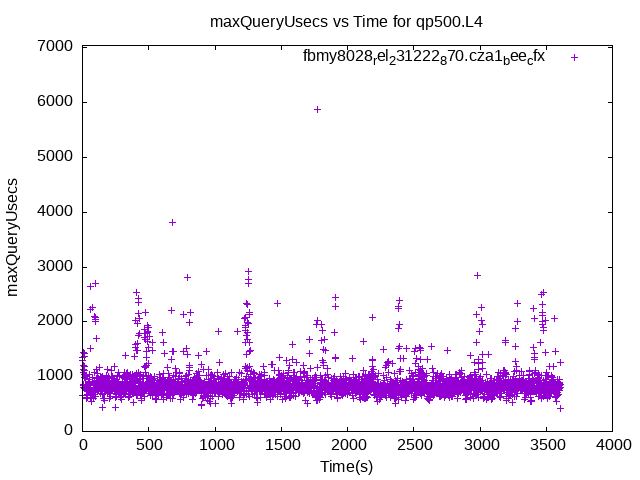 maxQueryUsecs vs Time for qp500.L4
fbmy8028rel231222870.cza1beecfx
7000
6000
5000
4000
3000
2000
1000
0
maxQueryUsecs
0 500 1000 1500 2000 2500 3000 3500 4000
Time(s)